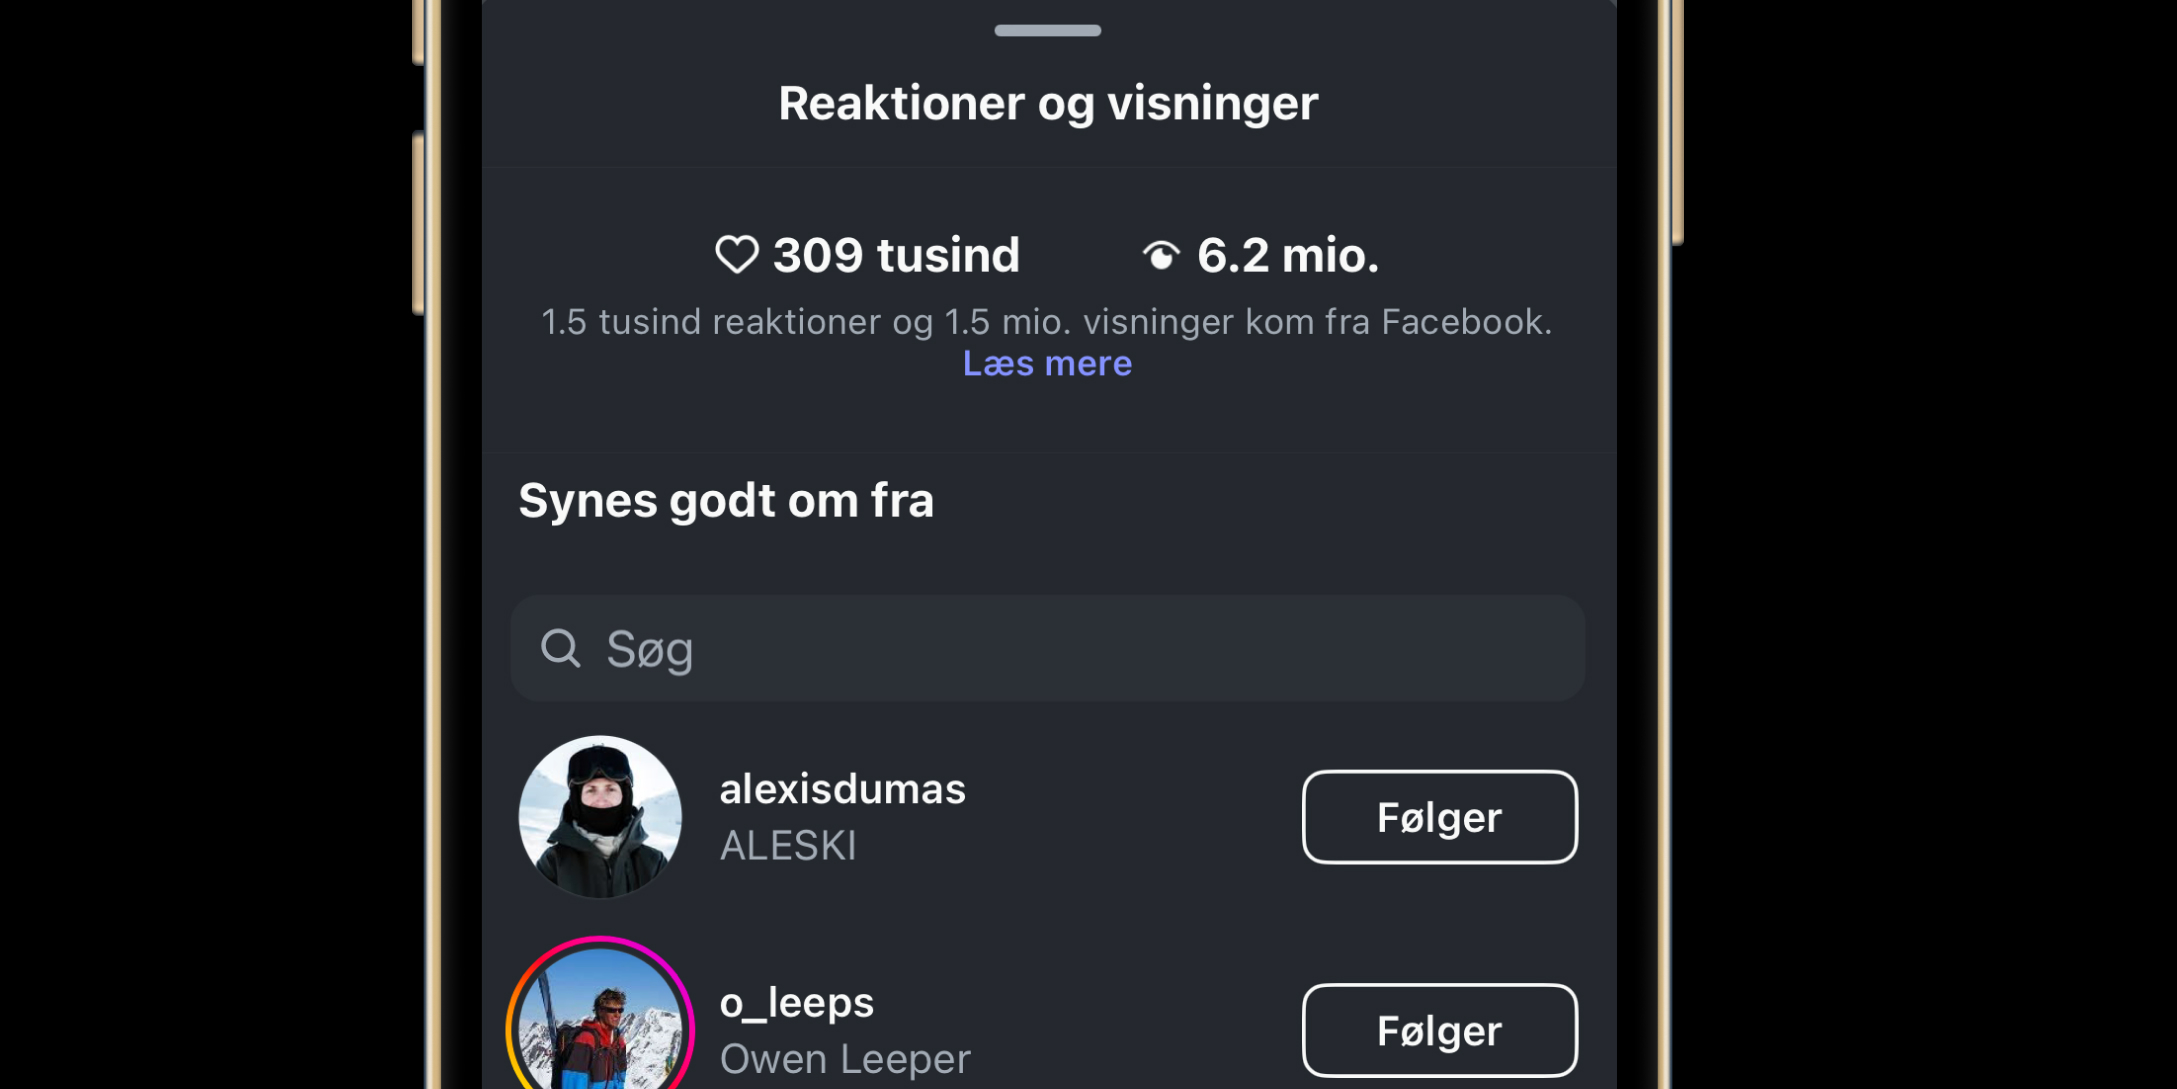 Reaktioner og visninger
309 tusind 6.2 mio.
1.5 tusind reaktioner og 1.5 mio. visninger kom fra Facebook.
Læs mere
Synes godt om fra
Søg
alexisdumas
ALESKI
Følger
o_leeps
Owen Leeper
Følger